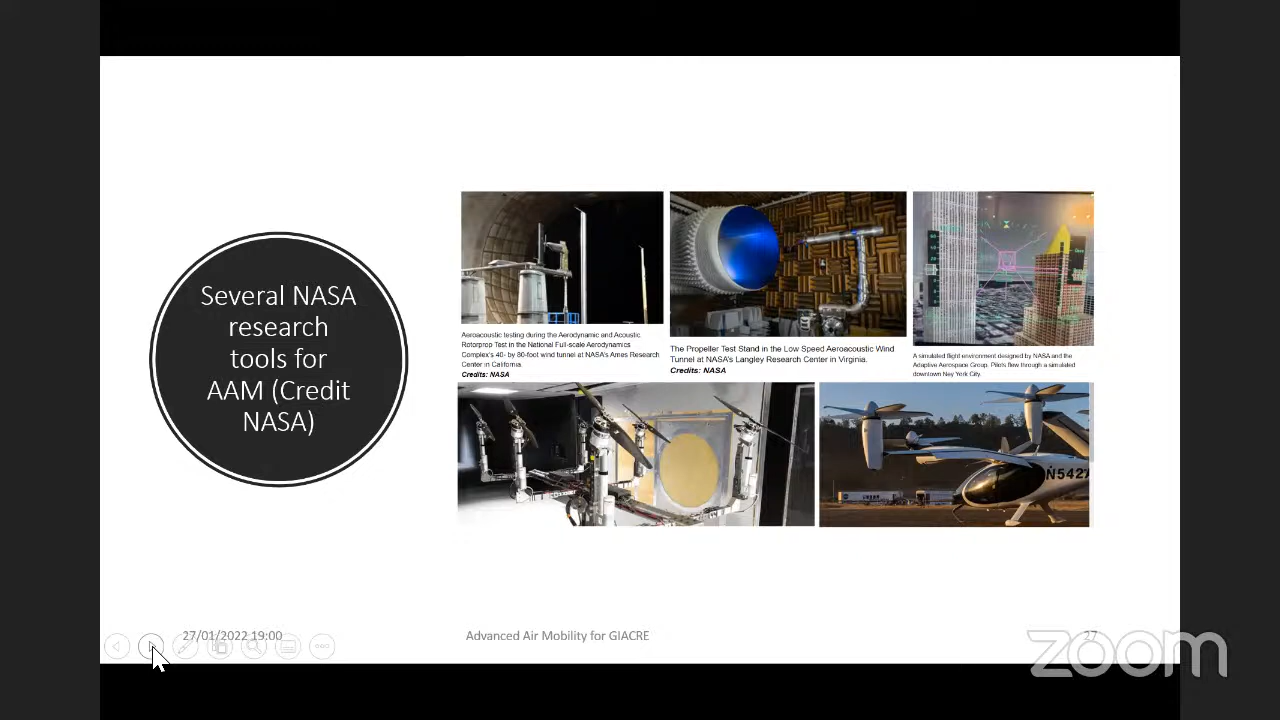 Several NASA
research
tools for
AAM (Credit
NASA)
Aeroacoustic testing during the Aerodynamic and Acoustic
Rotorprop Test in the National Full-scale Aerodynamics
Complex's 40- by 80-foot wind tunnel at NASA's Ames Research
Center in California.
Credits: NASA
The Propeller Test Stand in the Low Speed Aeroacoustic Wind
Tunnel at NASA's Langley Research Center in Virginia.
Credits: NASA
A simulated flight environment designed by NASA and the
Adaptive Aerospace Group. Pilots flew through a simulated
downtown Ney York City.
N542
27/01/2022 19:00
Advanced Air Mobility for GIACRE
27
zoom